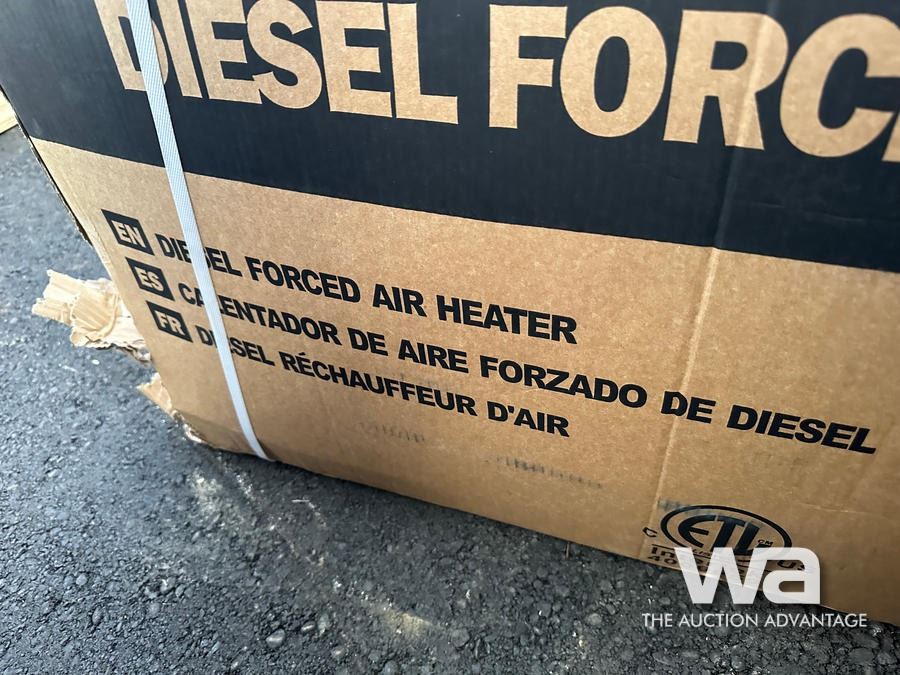 DIESEL FORC
EN DIESEL FORCED AIR HEATER
ES CALENTADOR DE AIRE FORZADO DE DIESEL
FR DIESEL RÉCHAUFFEUR D'AIR
ETL
CM
wa
THE AUCTION ADVANTAGE